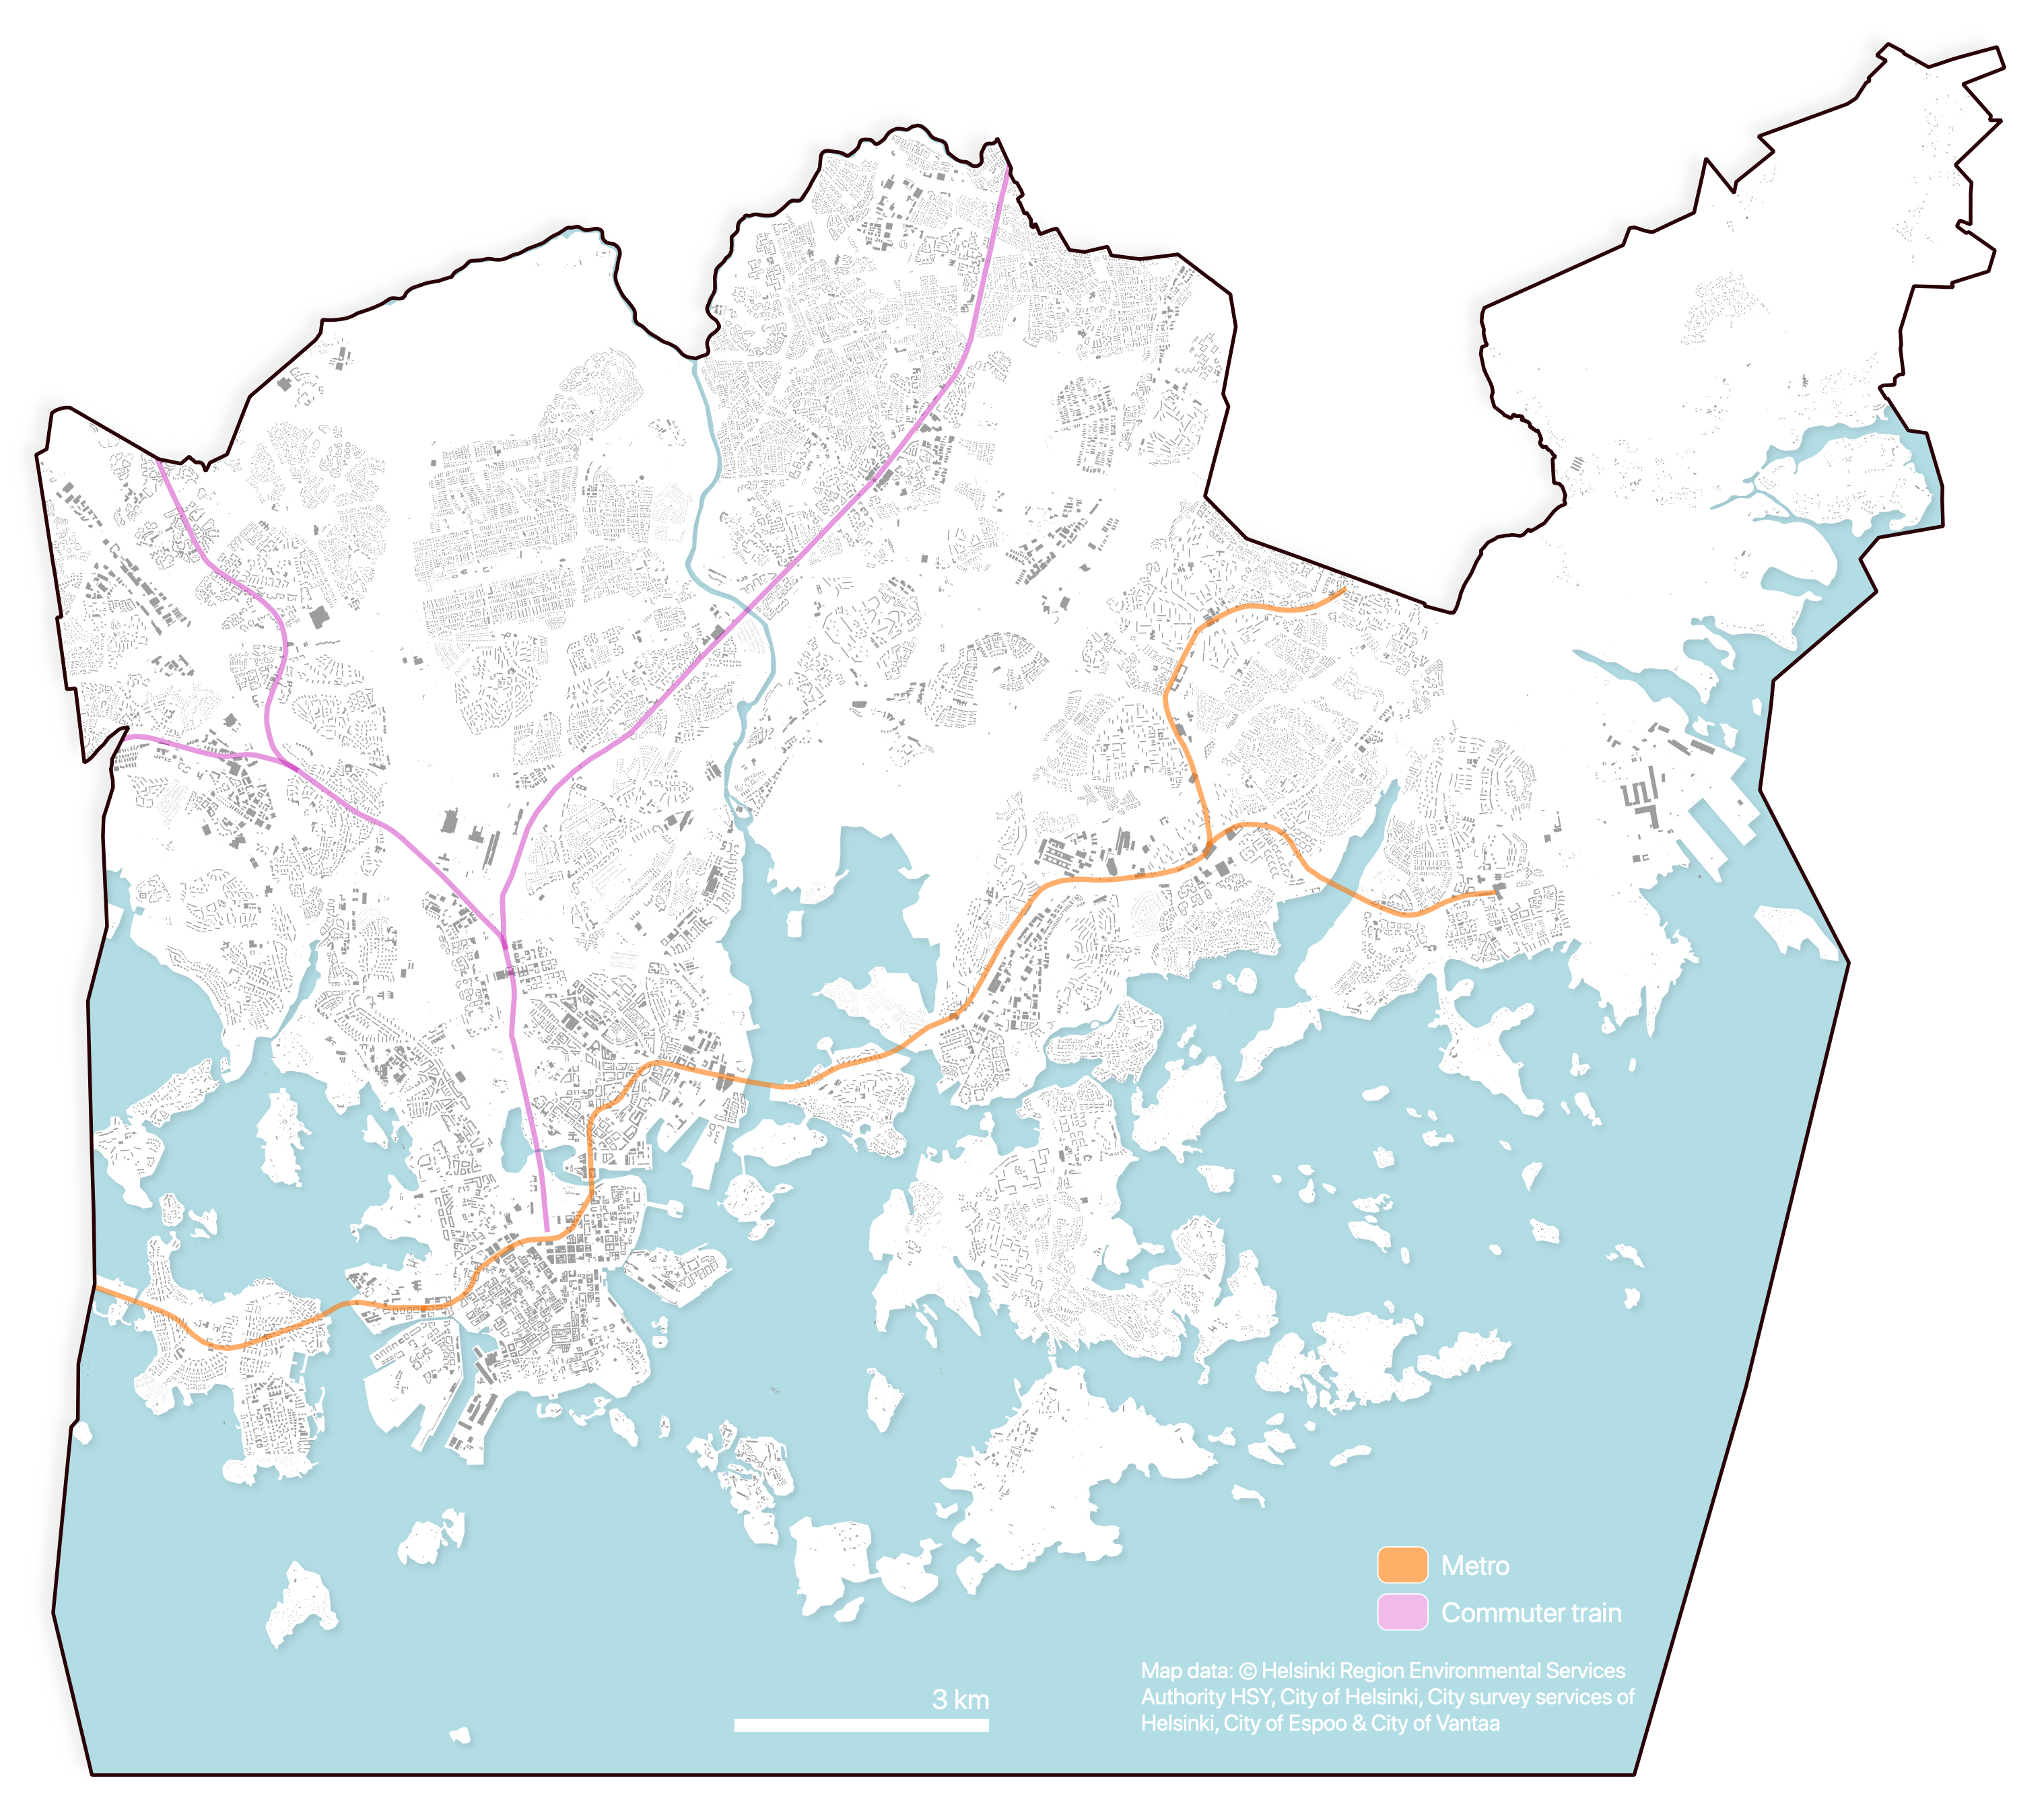 Metro
Commuter train
3 km
Map data: © Helsinki Region Environmental Services
Authority HSY, City of Helsinki, City survey services of
Helsinki, City of Espoo & City of Vantaa